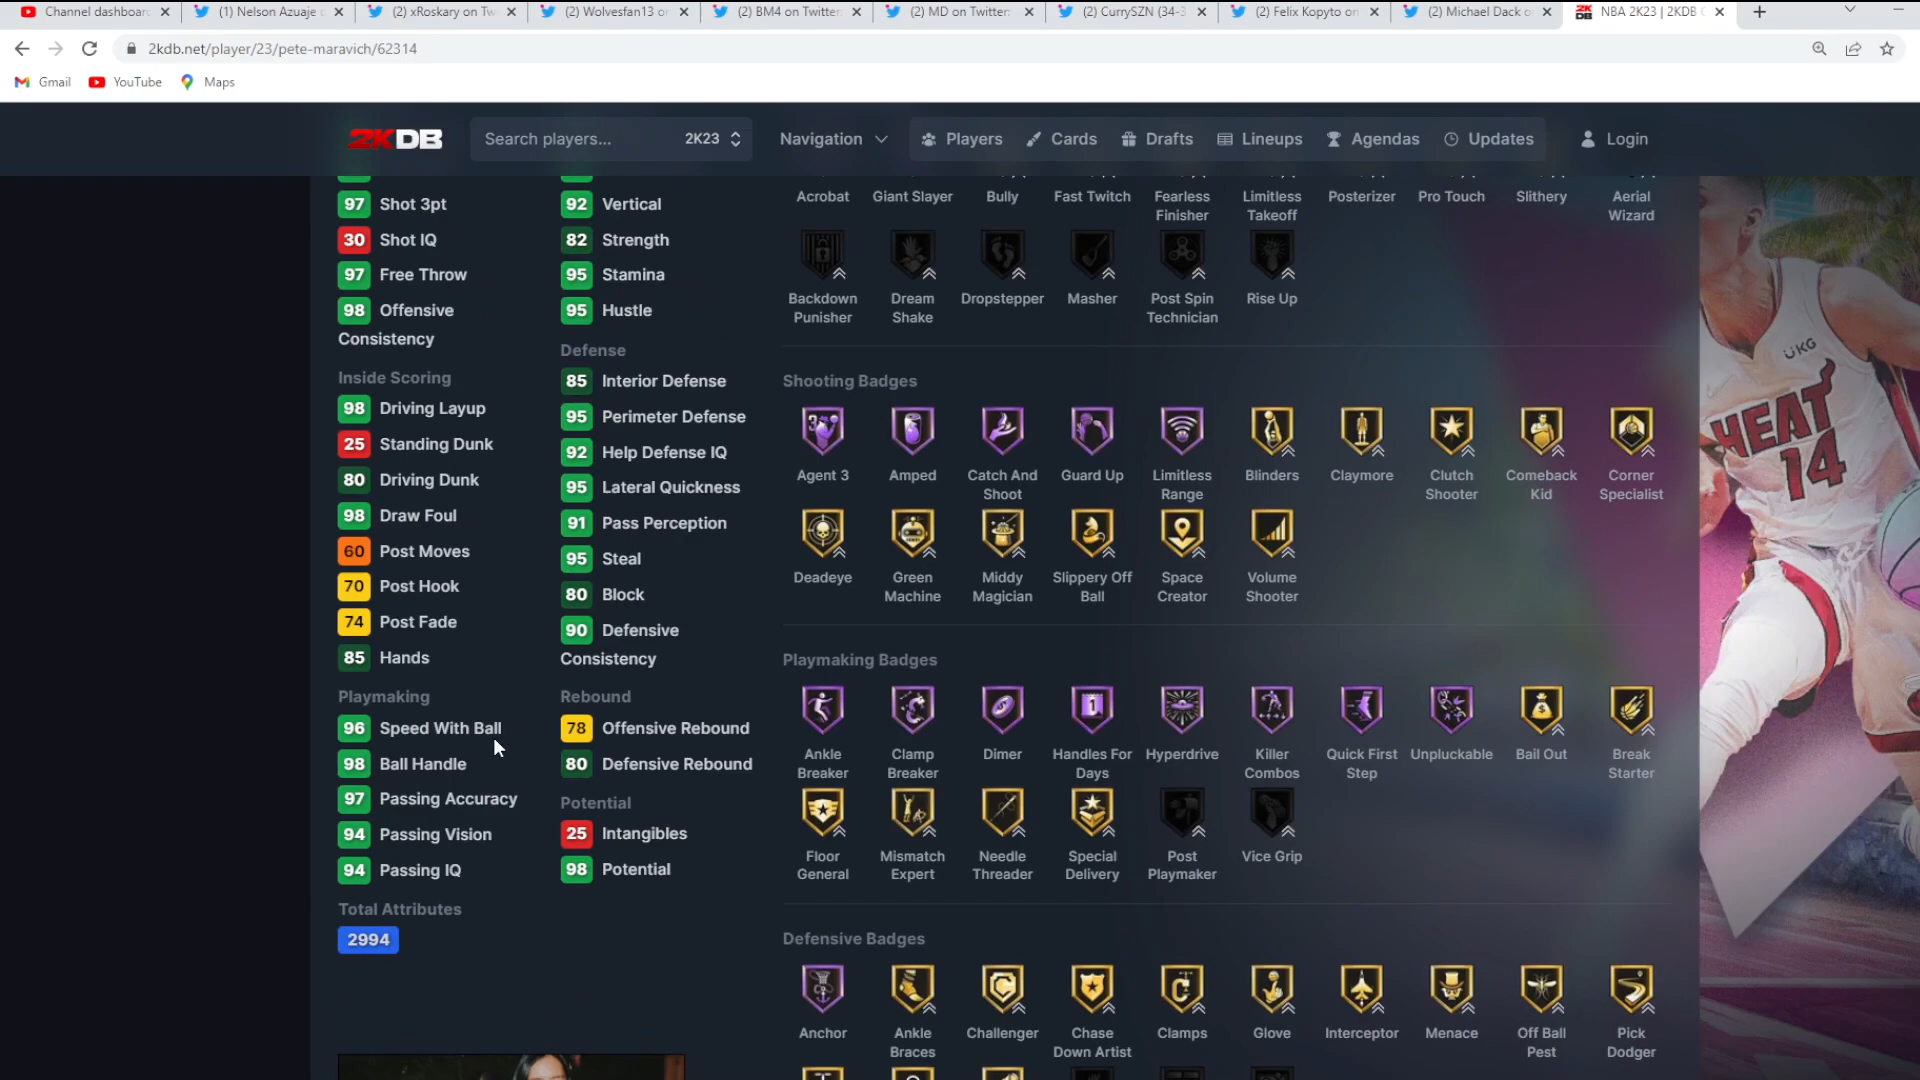 Channel dashboard
(1) Nelson Azuaje
(2) xRoskary on Tw
(2) Wolvesfan13 on
(2) BM4 on Twitter
(2) MD on Twitter:
(2) CurrySZN (34-3
(2) Felix Kopyto on
(2) Michael Dack
NBA 2K23 | 2KDB
2kdb.net/player/23/pete-maravich/62314
Gmail YouTube Maps
2KDB Search players... 2K23 Navigation Players Cards Drafts Lineups Agendas Updates Login
97 Shot 3pt
30 Shot IQ
97 Free Throw
98 Offensive
Consistency
Inside Scoring
98 Driving Layup
25 Standing Dunk
80 Driving Dunk
98 Draw Foul
60 Post Moves
70 Post Hook
74 Post Fade
85 Hands
Playmaking
96 Speed With Ball
98 Ball Handle
97 Passing Accuracy
94 Passing Vision
94 Passing IQ
Total Attributes
2994
92 Vertical
82 Strength
95 Stamina
95 Hustle
Defense
85 Interior Defense
95 Perimeter Defense
92 Help Defense IQ
95 Lateral Quickness
91 Pass Perception
95 Steal
80 Block
90 Defensive
Consistency
Rebound
78 Offensive Rebound
80 Defensive Rebound
Potential
25 Intangibles
98 Potential
Acrobat Giant Slayer Bully Fast Twitch Fearless Limitless Posterizer Pro Touch Slithery Aerial
Finisher Takeoff Wizard
Backdown Dream Dropstepper Masher Post Spin Rise Up
Punisher Shake Technician
Shooting Badges
Agent 3 Amped Catch And Guard Up Limitless Blinders Claymore Clutch Comeback Corner
Shoot Range Shooter Kid Specialist
Deadeye Green Middy Slippery Off Space Volume
Machine Magician Ball Creator Shooter
Playmaking Badges
Ankle Clamp Dimer Handles For Hyperdrive Killer Quick First Unpluckable Bail Out Break
Breaker Breaker Days Combos Step Starter
Floor Mismatch Needle Special Post Vice Grip
General Expert Threader Delivery Playmaker
Defensive Badges
Anchor Ankle Challenger Chase Clamps Glove Interceptor Menace Off Ball Pick
Braces Down Artist Pest Dodger
UKG
HEAT
14